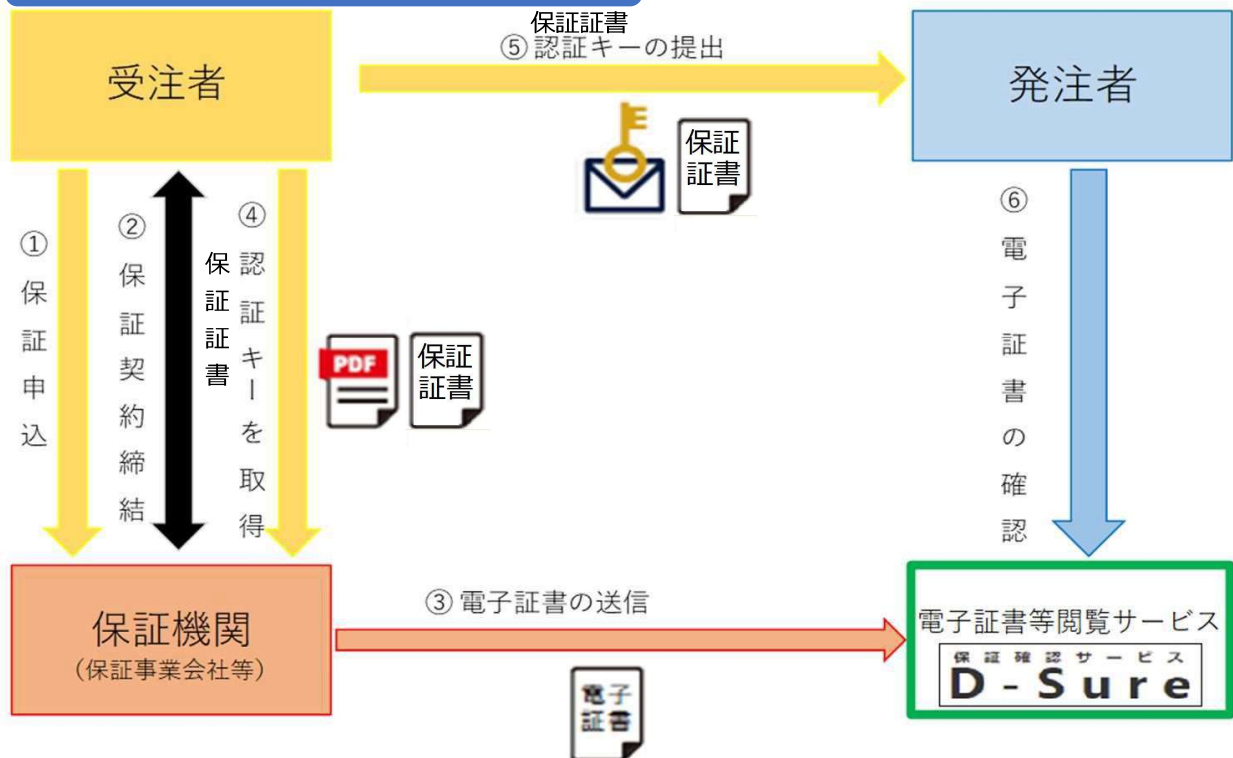 保証証書
⑤認証キーの提出
受注者
発注者
保証
証書
①保証申込
②保証契約締結
保証証書
④認証キーを取得
PDF
保証
証書
⑥電子証書の確認
保証機関
(保証事業会社等)
③電子証書の送信
電子
証書
電子証書等閲覧サービス
保証確認サービス
D-Sure